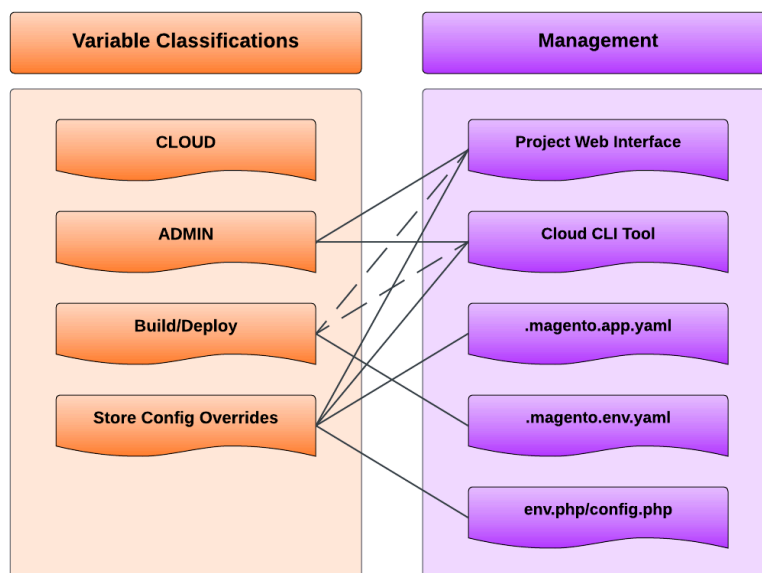 Variable Classifications
Management
CLOUD
ADMIN
Build/Deploy
Store Config Overrides
Project Web Interface
Cloud CLI Tool
.magento.app.yaml
.magento.env.yaml
env.php/config.php